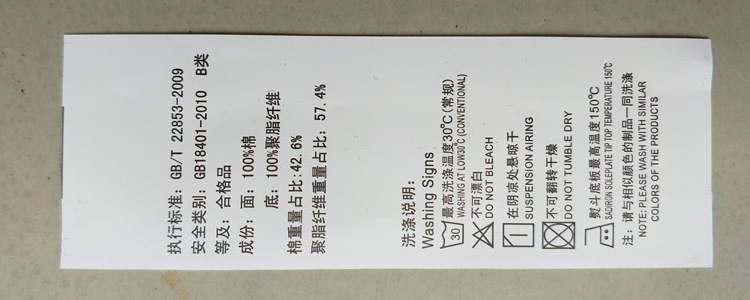 执行标准: GB/T 22853-2009
安全类别: GB18401-2010 B类
等及: 合格品
成份: 面: 100%棉
底: 100%聚脂纤维
棉重量占比:42.6%
聚脂纤维重量占比: 57.4%
洗涤说明:
Washing Signs
30 最高洗涤温度30℃(常规)
WASHING AT LOW30℃(CONVENTIONAL)
不可漂白
DO NOT BLEACH
在阴凉处悬晾干
SUSPENSION AIRING
不可翻转干燥
DO NOT TUMBLE DRY
熨斗底板最高温度150℃
SADIRON SOLEPLATE TIP TOP TEMPERATURE 150℃
注: 请与相似颜色的制品一同洗涤
NOTE: PLEASE WASH WITH SIMILAR
COLORS OF THE PRODUCTS